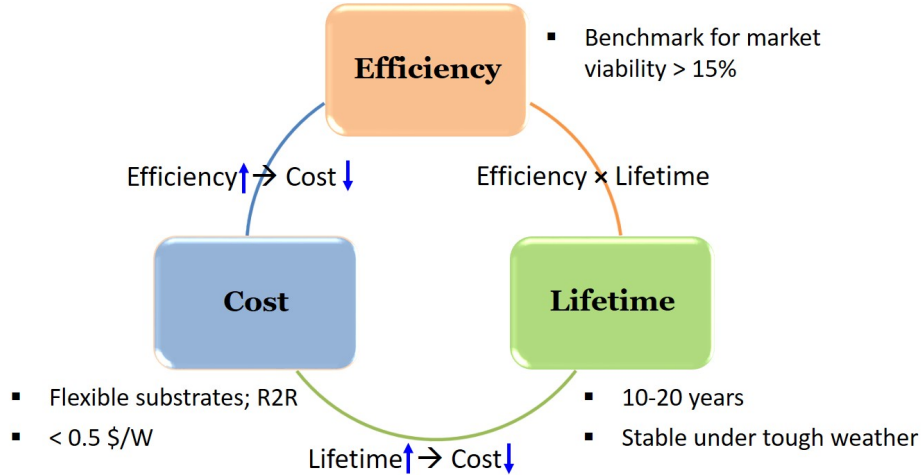 Efficiency
▪ Benchmark for market
viability > 15%
Efficiency↑→ Cost↓
Efficiency × Lifetime
Cost
Lifetime
▪ Flexible substrates; R2R
▪ < 0.5 $/W
▪ 10-20 years
▪ Stable under tough weather
Lifetime↑→ Cost↓